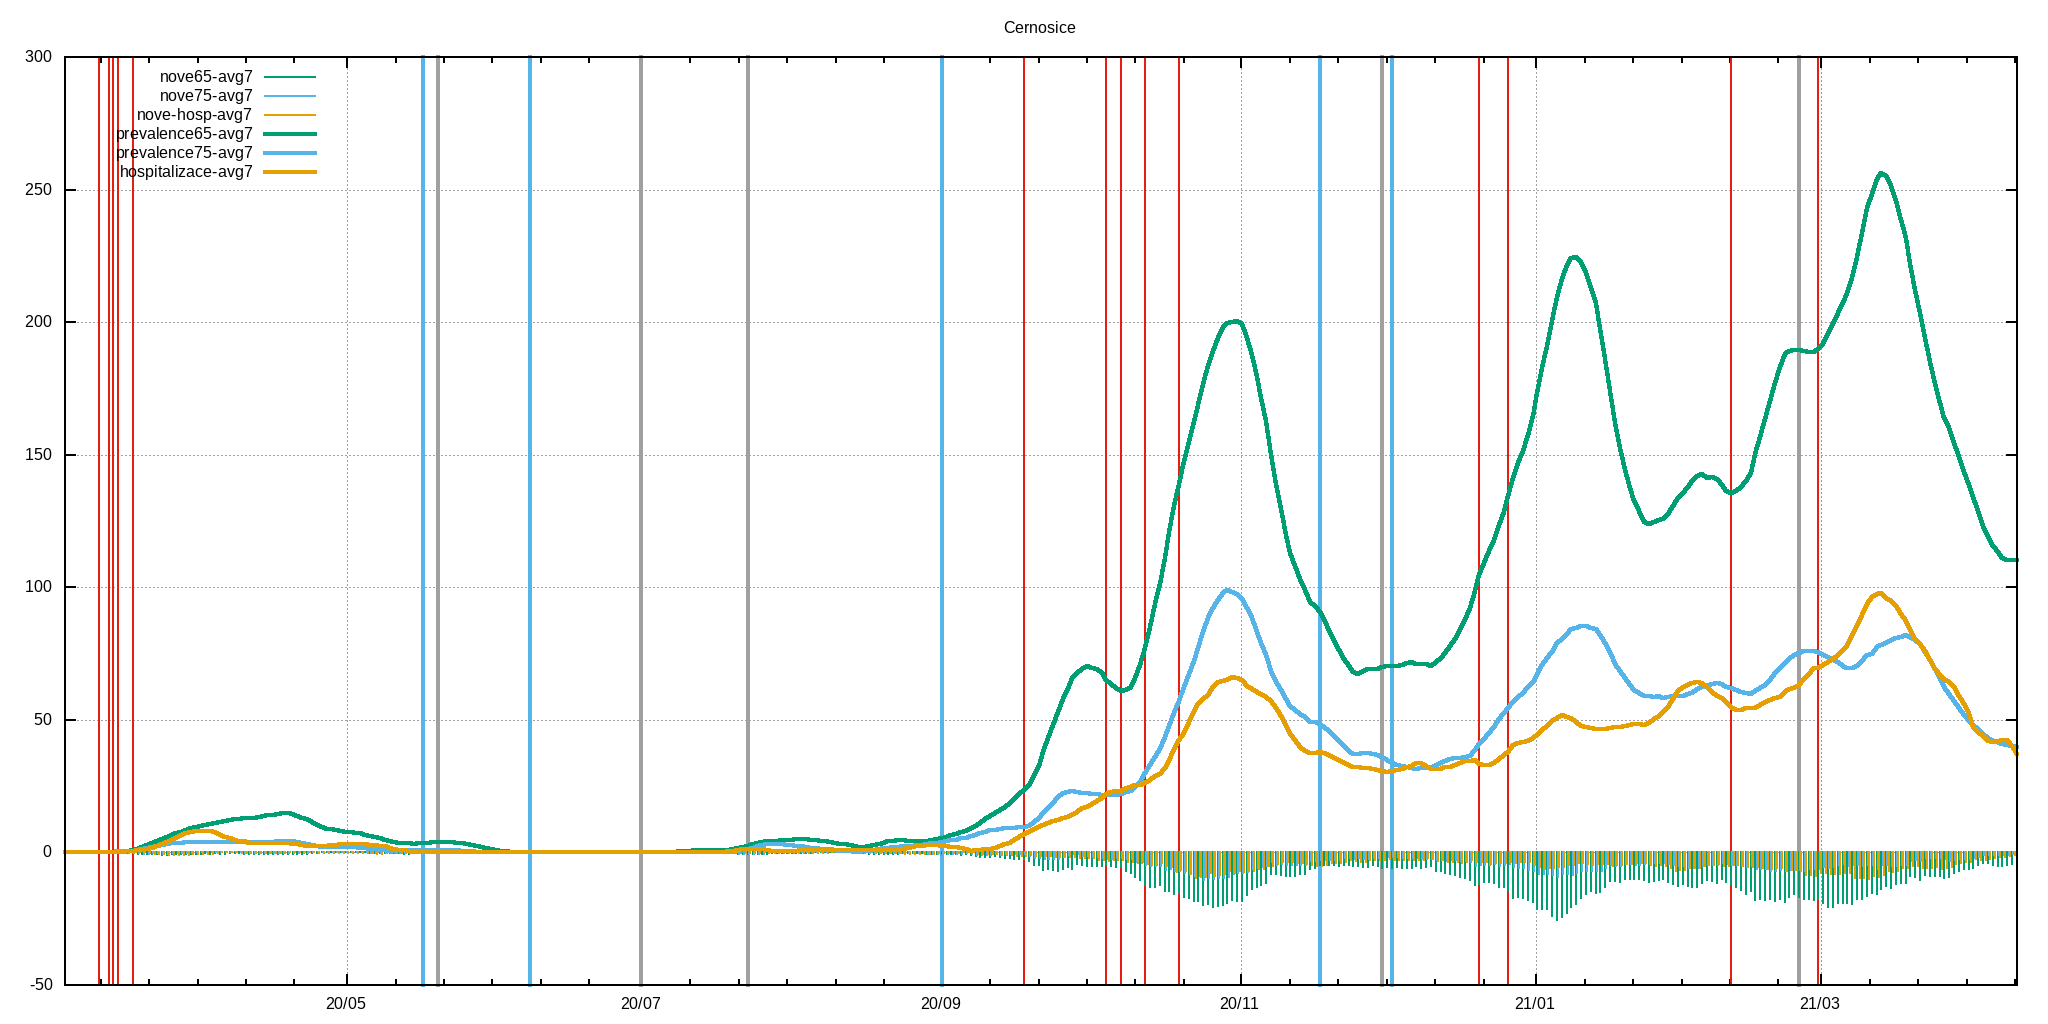 Cernosice
300
nove65-avg7
nove75-avg7
nove-hosp-avg7
prevalence65-avg7
prevalence75-avg7
hospitalizace-avg7
250
200
150
100
50
0
-50
20/05 20/07 20/09 20/11 21/01 21/03